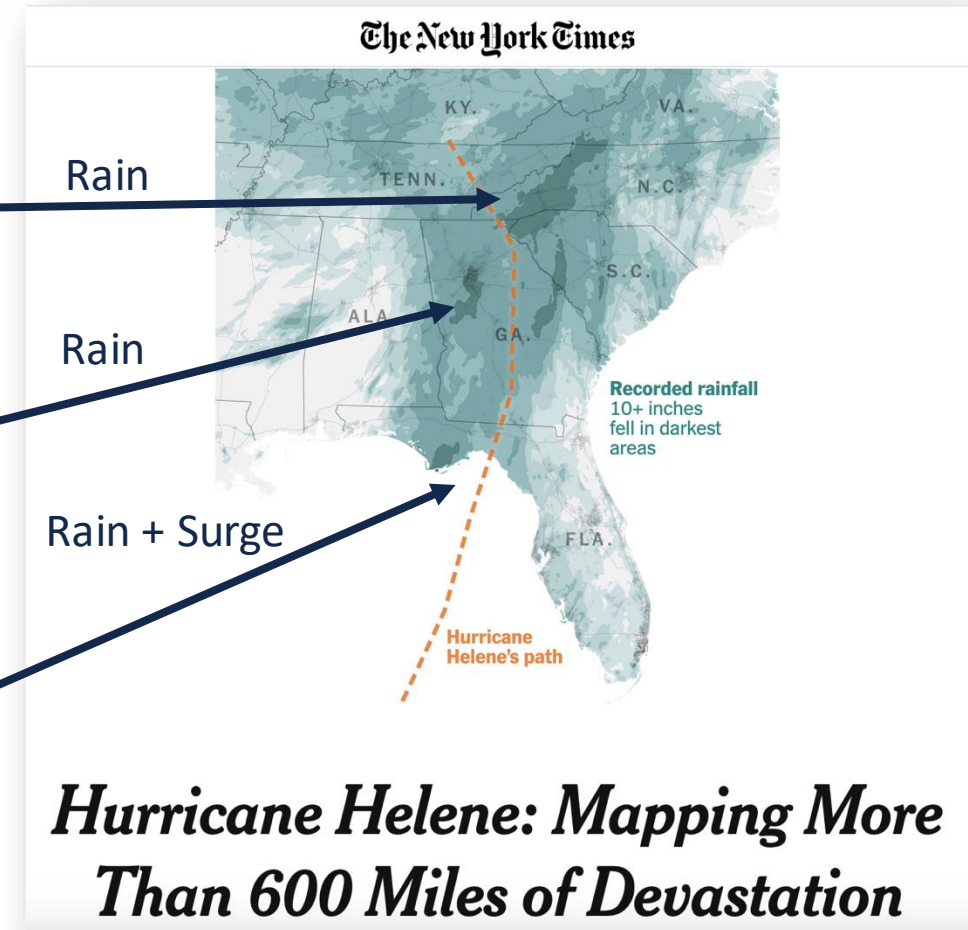 The New York Times
KY.
VA.
Rain
TENN.
N.C.
S.C.
Rain
ALA
GA.
Recorded rainfall
10+ inches
fell in darkest
areas
Rain + Surge
FLA.
Hurricane
Helene's path
Hurricane Helene: Mapping More
Than 600 Miles of Devastation